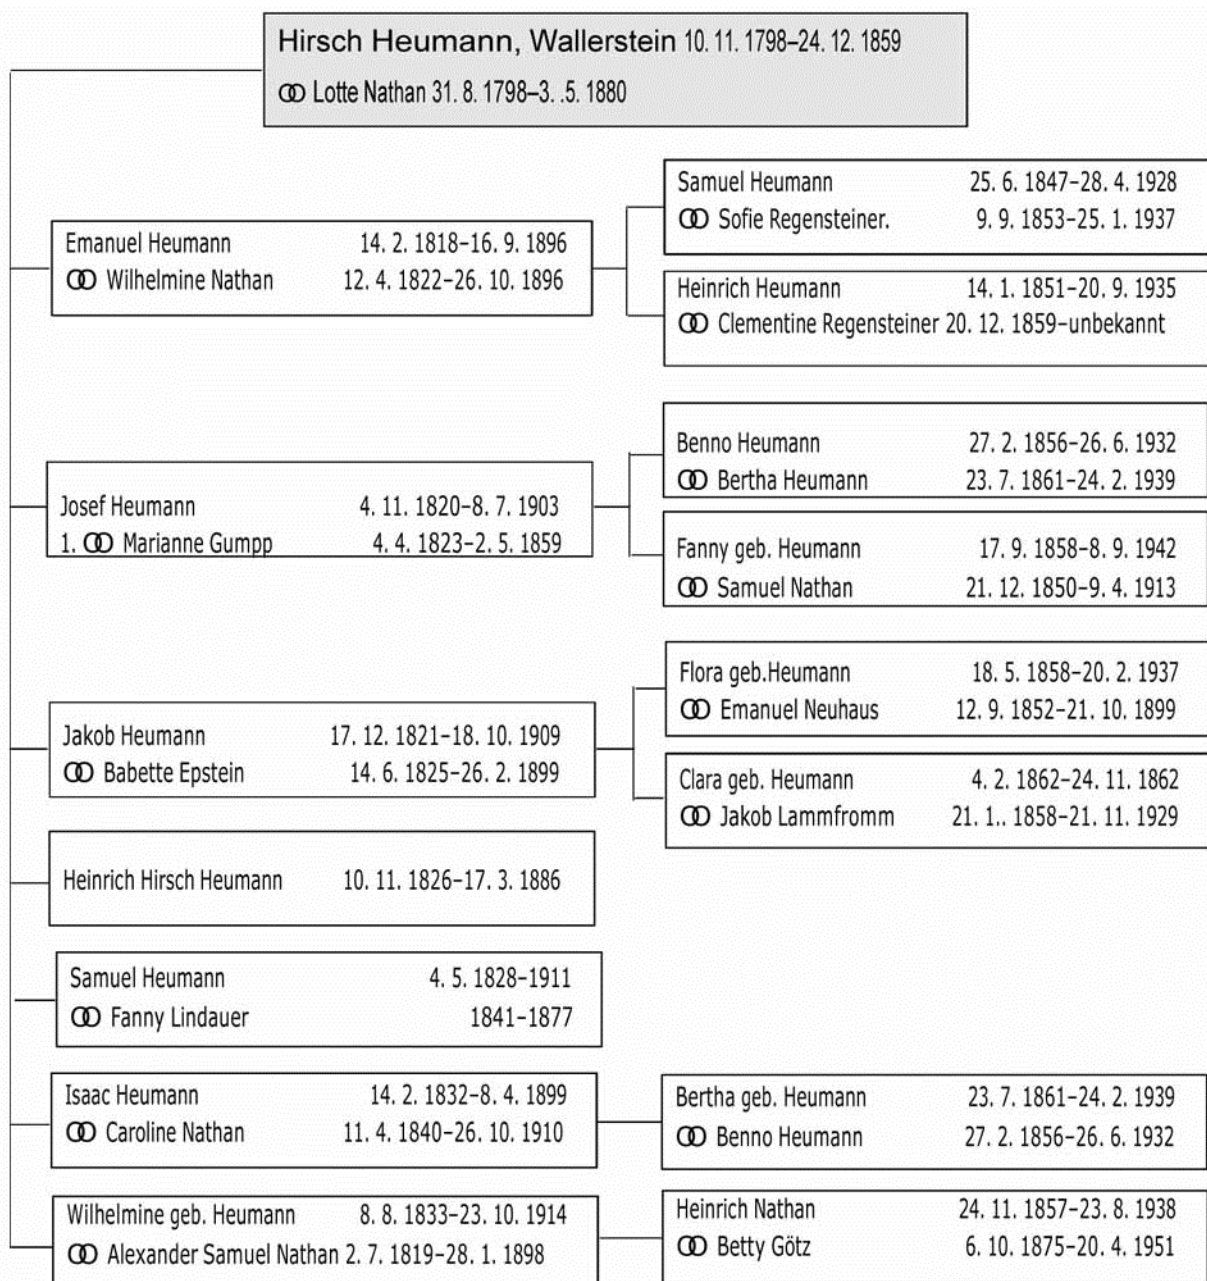 Hirsch Heumann, Wallerstein 10. 11. 1798–24. 12. 1859
Ꝏ Lotte Nathan 31. 8. 1798–3. .5. 1880
Emanuel Heumann 14. 2. 1818–16. 9. 1896
Ꝏ Wilhelmine Nathan 12. 4. 1822–26. 10. 1896
Samuel Heumann 25. 6. 1847–28. 4. 1928
Ꝏ Sofie Regensteiner. 9. 9. 1853–25. 1. 1937
Heinrich Heumann 14. 1. 1851–20. 9. 1935
Ꝏ Clementine Regensteiner 20. 12. 1859–unbekannt
Josef Heumann 4. 11. 1820–8. 7. 1903
1. Ꝏ Marianne Gumpp 4. 4. 1823–2. 5. 1859
Benno Heumann 27. 2. 1856–26. 6. 1932
Ꝏ Bertha Heumann 23. 7. 1861–24. 2. 1939
Fanny geb. Heumann 17. 9. 1858–8. 9. 1942
Ꝏ Samuel Nathan 21. 12. 1850–9. 4. 1913
Jakob Heumann 17. 12. 1821–18. 10. 1909
Ꝏ Babette Epstein 14. 6. 1825–26. 2. 1899
Flora geb.Heumann 18. 5. 1858–20. 2. 1937
Ꝏ Emanuel Neuhaus 12. 9. 1852–21. 10. 1899
Clara geb. Heumann 4. 2. 1862–24. 11. 1862
Ꝏ Jakob Lammfromm 21. 1.. 1858–21. 11. 1929
Heinrich Hirsch Heumann 10. 11. 1826–17. 3. 1886
Samuel Heumann 4. 5. 1828–1911
Ꝏ Fanny Lindauer 1841–1877
Isaac Heumann 14. 2. 1832–8. 4. 1899
Ꝏ Caroline Nathan 11. 4. 1840–26. 10. 1910
Bertha geb. Heumann 23. 7. 1861–24. 2. 1939
Ꝏ Benno Heumann 27. 2. 1856–26. 6. 1932
Wilhelmine geb. Heumann 8. 8. 1833–23. 10. 1914
Ꝏ Alexander Samuel Nathan 2. 7. 1819–28. 1. 1898
Heinrich Nathan 24. 11. 1857–23. 8. 1938
Ꝏ Betty Götz 6. 10. 1875–20. 4. 1951